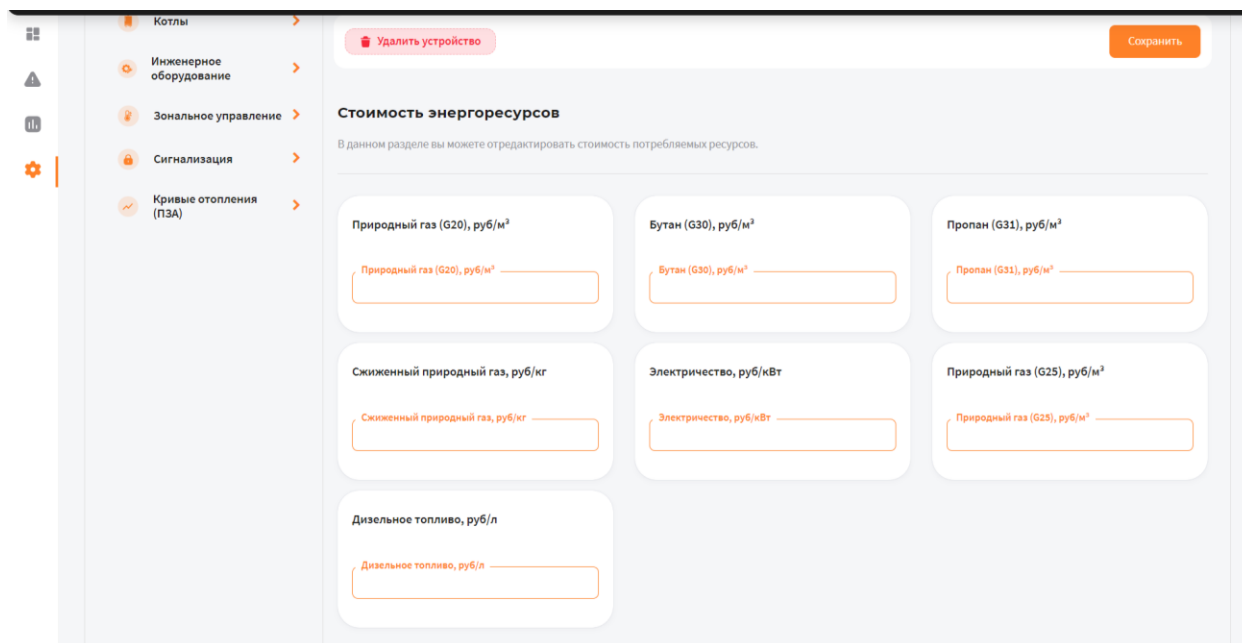 Котлы
Инженерное
оборудование
Зональное управление
Сигнализация
Кривые отопления
(ПЗА)
Удалить устройство
Сохранить
Стоимость энергоресурсов
В данном разделе вы можете отредактировать стоимость потребляемых ресурсов.
Природный газ (G20), руб/м³
Природный газ (G20), руб/м³
Бутан (G30), руб/м³
Бутан (G30), руб/м³
Пропан (G31), руб/м³
Пропан (G31), руб/м³
Сжиженный природный газ, руб/кг
Сжиженный природный газ, руб/кг
Электричество, руб/кВт
Электричество, руб/кВт
Природный газ (G25), руб/м³
Природный газ (G25), руб/м³
Дизельное топливо, руб/л
Дизельное топливо, руб/л